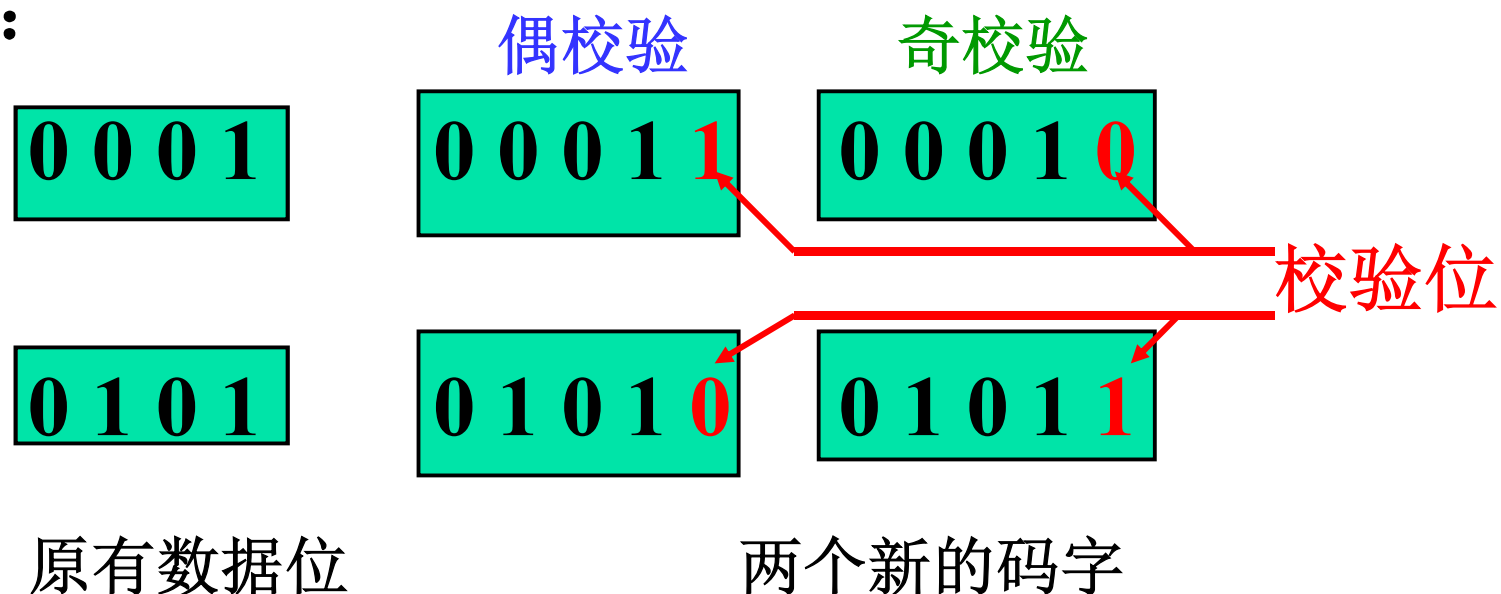 :
偶校验 奇校验
0 0 0 1 0 0 0 1 1 0 0 0 1 0
校验位
0 1 0 1 0 1 0 1 0 0 1 0 1 1
原有数据位 两个新的码字